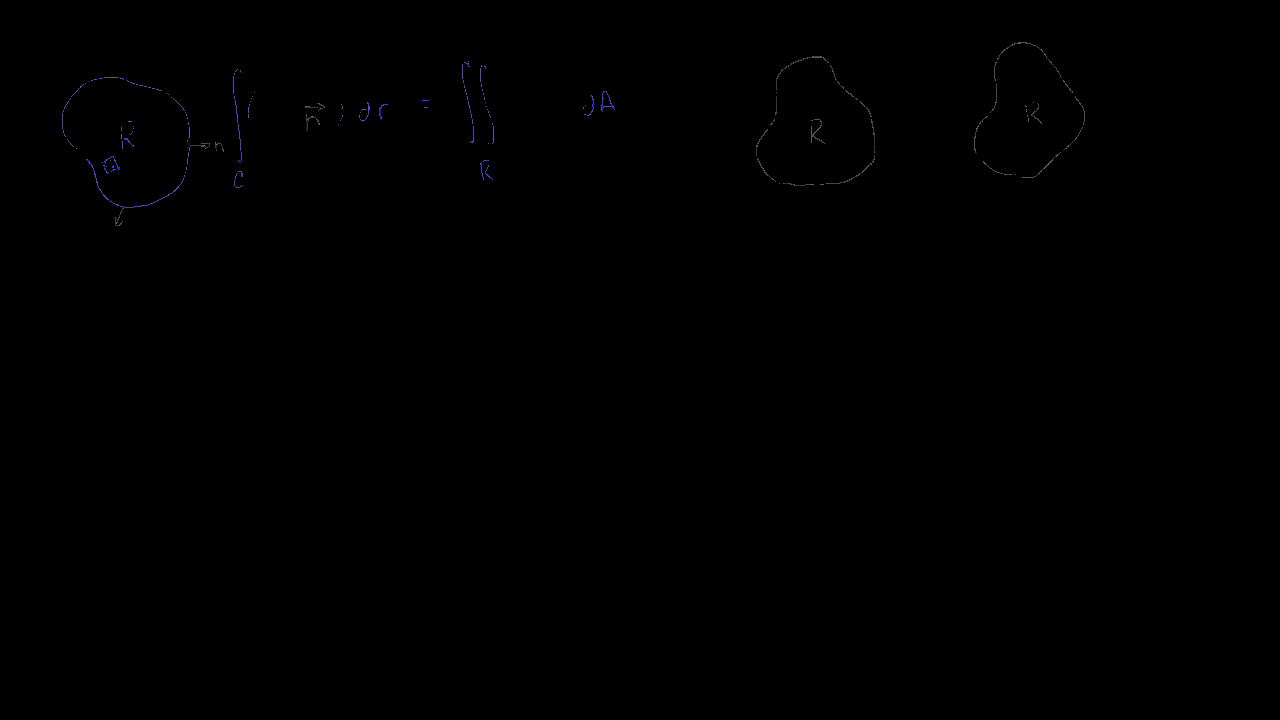 R
n
∫ n⃗ ; dr = ∬ dA
C R
R
R